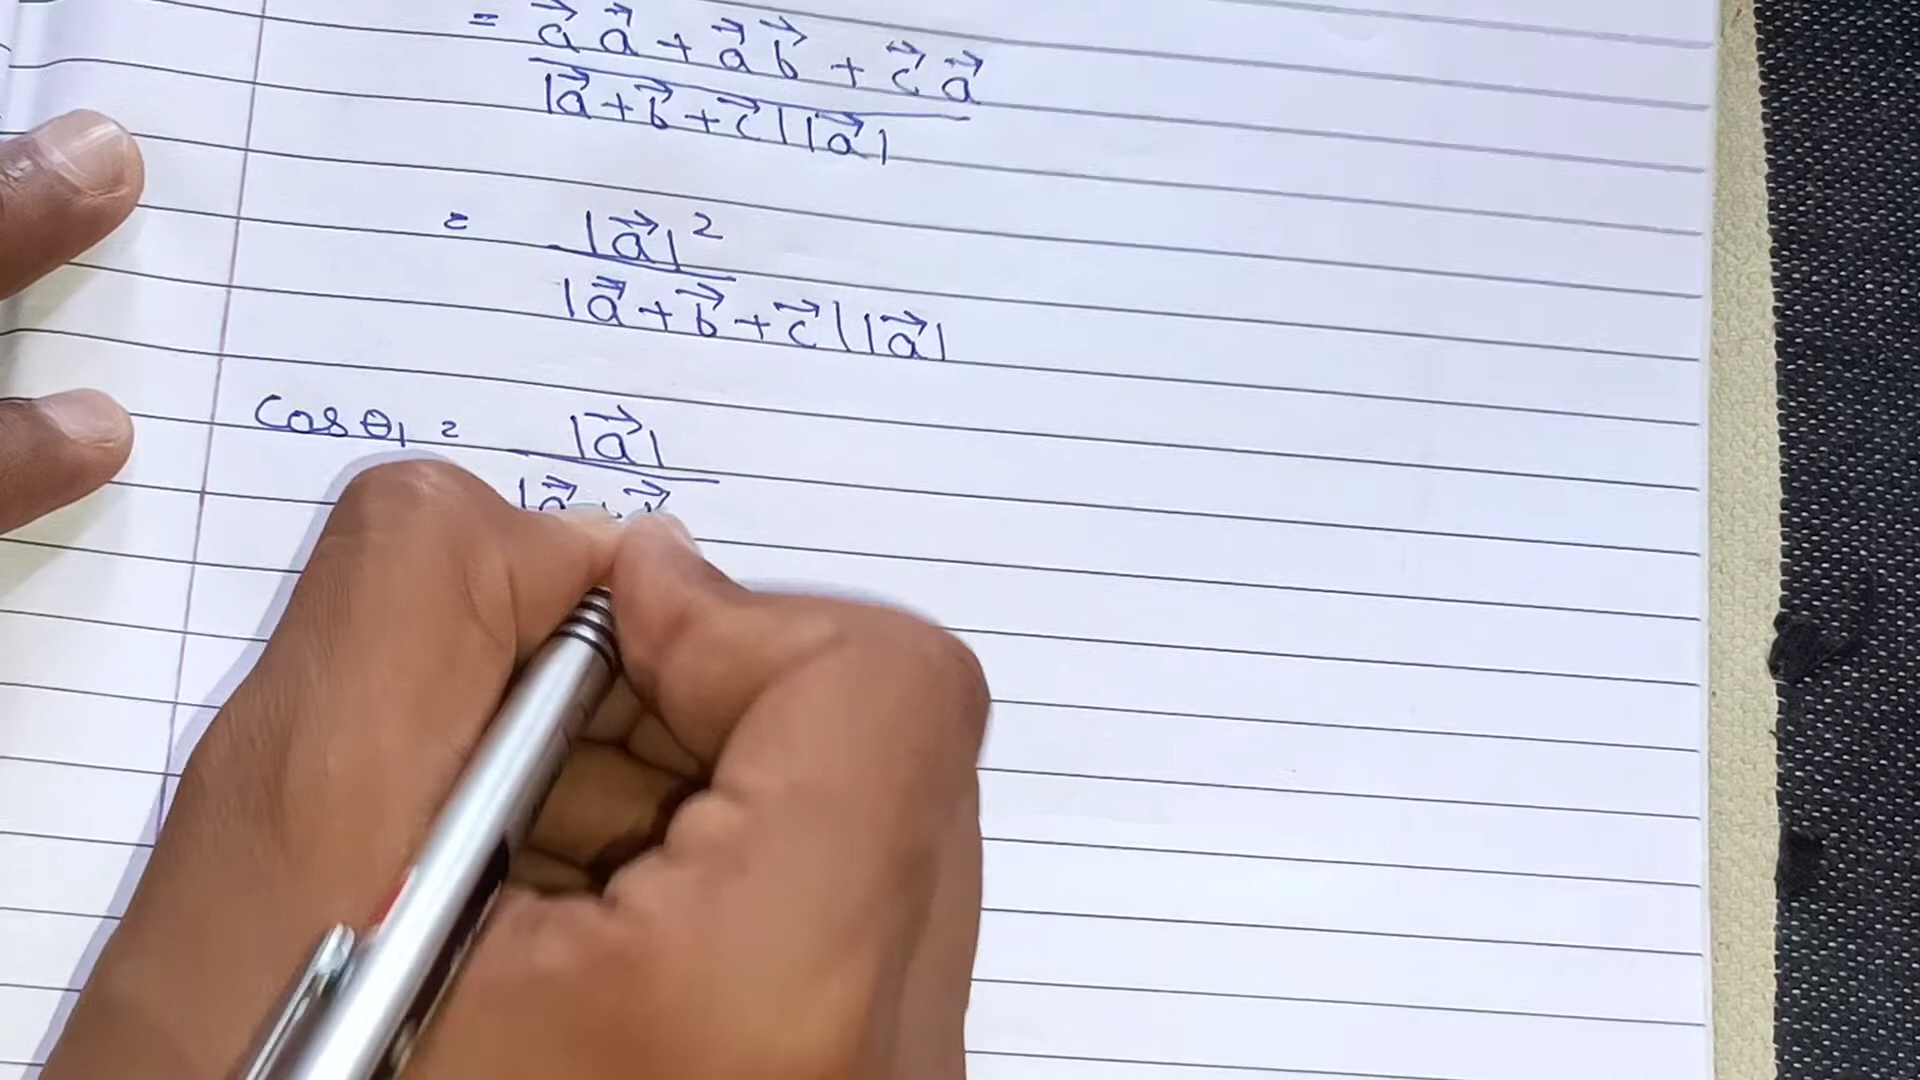 = a⃗ a⃗ + a⃗ b⃗ + c⃗ a⃗
|a⃗ + b⃗ + c⃗| |a⃗|
= |a⃗|²
|a⃗ + b⃗ + c⃗| |a⃗|
Cos θ₁ = |a⃗|
|a⃗ +